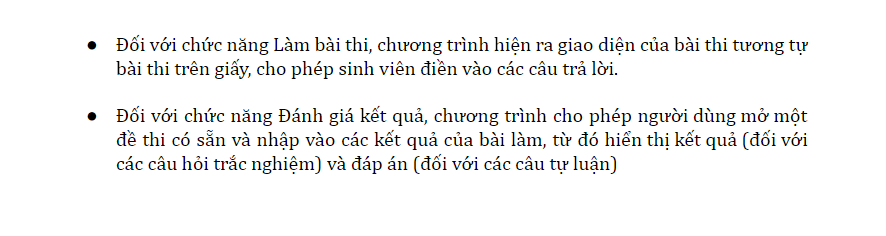 ● Đối với chức năng Làm bài thi, chương trình hiện ra giao diện của bài thi tương tự
bài thi trên giấy, cho phép sinh viên điền vào các câu trả lời.
● Đối với chức năng Đánh giá kết quả, chương trình cho phép người dùng mở một
đề thi có sẵn và nhập vào các kết quả của bài làm, từ đó hiển thị kết quả (đối với
các câu hỏi trắc nghiệm) và đáp án (đối với các câu tự luận)